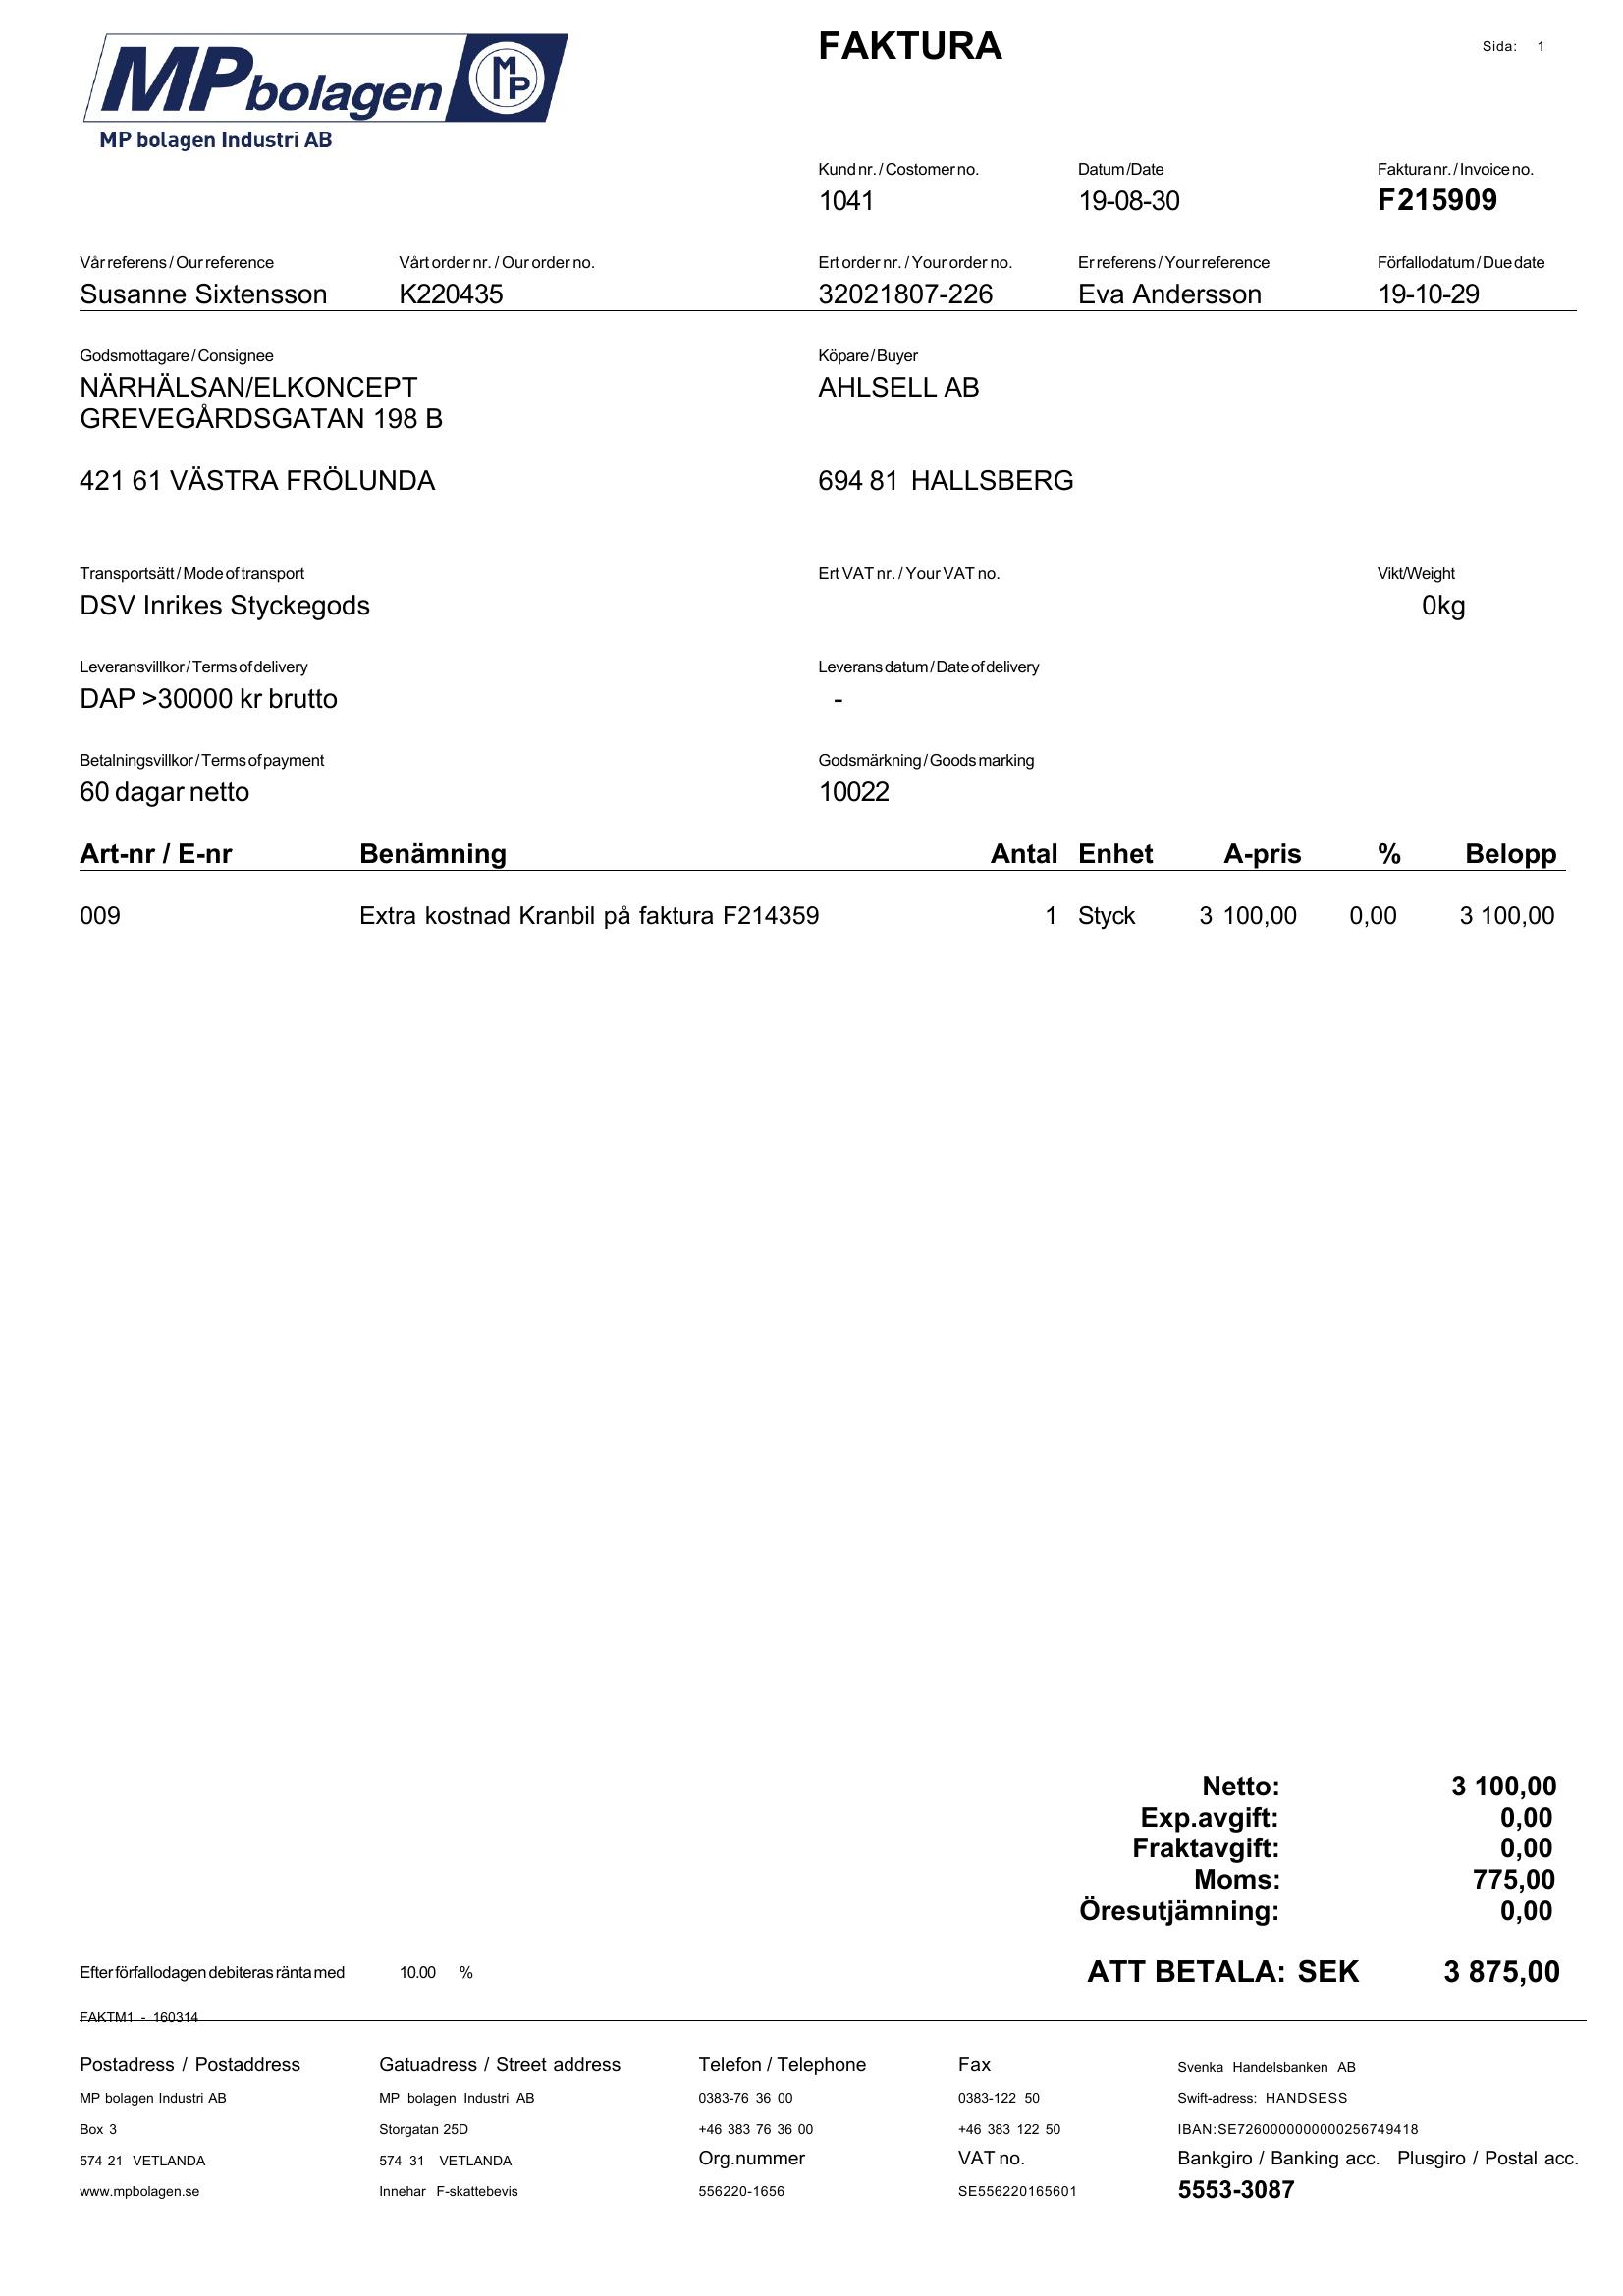 MPbolagen MP
MP bolagen Industri AB
FAKTURA
Sida: 1
Kund nr. / Costomer no. Datum / Date Faktura nr. / Invoice no.
1041 19-08-30 F215909
Vår referens / Our reference Vårt order nr. / Our order no. Ert order nr. / Your order no. Er referens / Your reference Förfallodatum / Due date
Susanne Sixtensson K220435 32021807-226 Eva Andersson 19-10-29
Godsmottagare / Consignee Köpare / Buyer
NÄRHÄLSAN/ELKONCEPT AHLSELL AB
GREVEGÅRDSGATAN 198 B
421 61 VÄSTRA FRÖLUNDA 694 81 HALLSBERG
Transportsätt / Mode of transport Ert VAT nr. / Your VAT no. Vikt/Weight
DSV Inrikes Styckegods 0kg
Leveransvillkor / Terms of delivery Leverans datum / Date of delivery
DAP >30000 kr brutto -
Betalningsvillkor / Terms of payment Godsmärkning / Goods marking
60 dagar netto 10022
Art-nr / E-nr Benämning Antal Enhet A-pris % Belopp
009 Extra kostnad Kranbil på faktura F214359 1 Styck 3 100,00 0,00 3 100,00
Netto: 3 100,00
Exp.avgift: 0,00
Fraktavgift: 0,00
Moms: 775,00
Öresutjämning: 0,00
Efter förfallodagen debiteras ränta med 10.00 % ATT BETALA: SEK 3 875,00
FAKTM1 - 160314
Postadress / Postaddress Gatuadress / Street address Telefon / Telephone Fax Svenka Handelsbanken AB
MP bolagen Industri AB MP bolagen Industri AB 0383-76 36 00 0383-122 50 Swift-adress: HANDSESS
Box 3 Storgatan 25D +46 383 76 36 00 +46 383 122 50 IBAN:SE7260000000000256749418
574 21 VETLANDA 574 31 VETLANDA Org.nummer VAT no. Bankgiro / Banking acc. Plusgiro / Postal acc.
www.mpbolagen.se Innehar F-skattebevis 556220-1656 SE556220165601 5553-3087